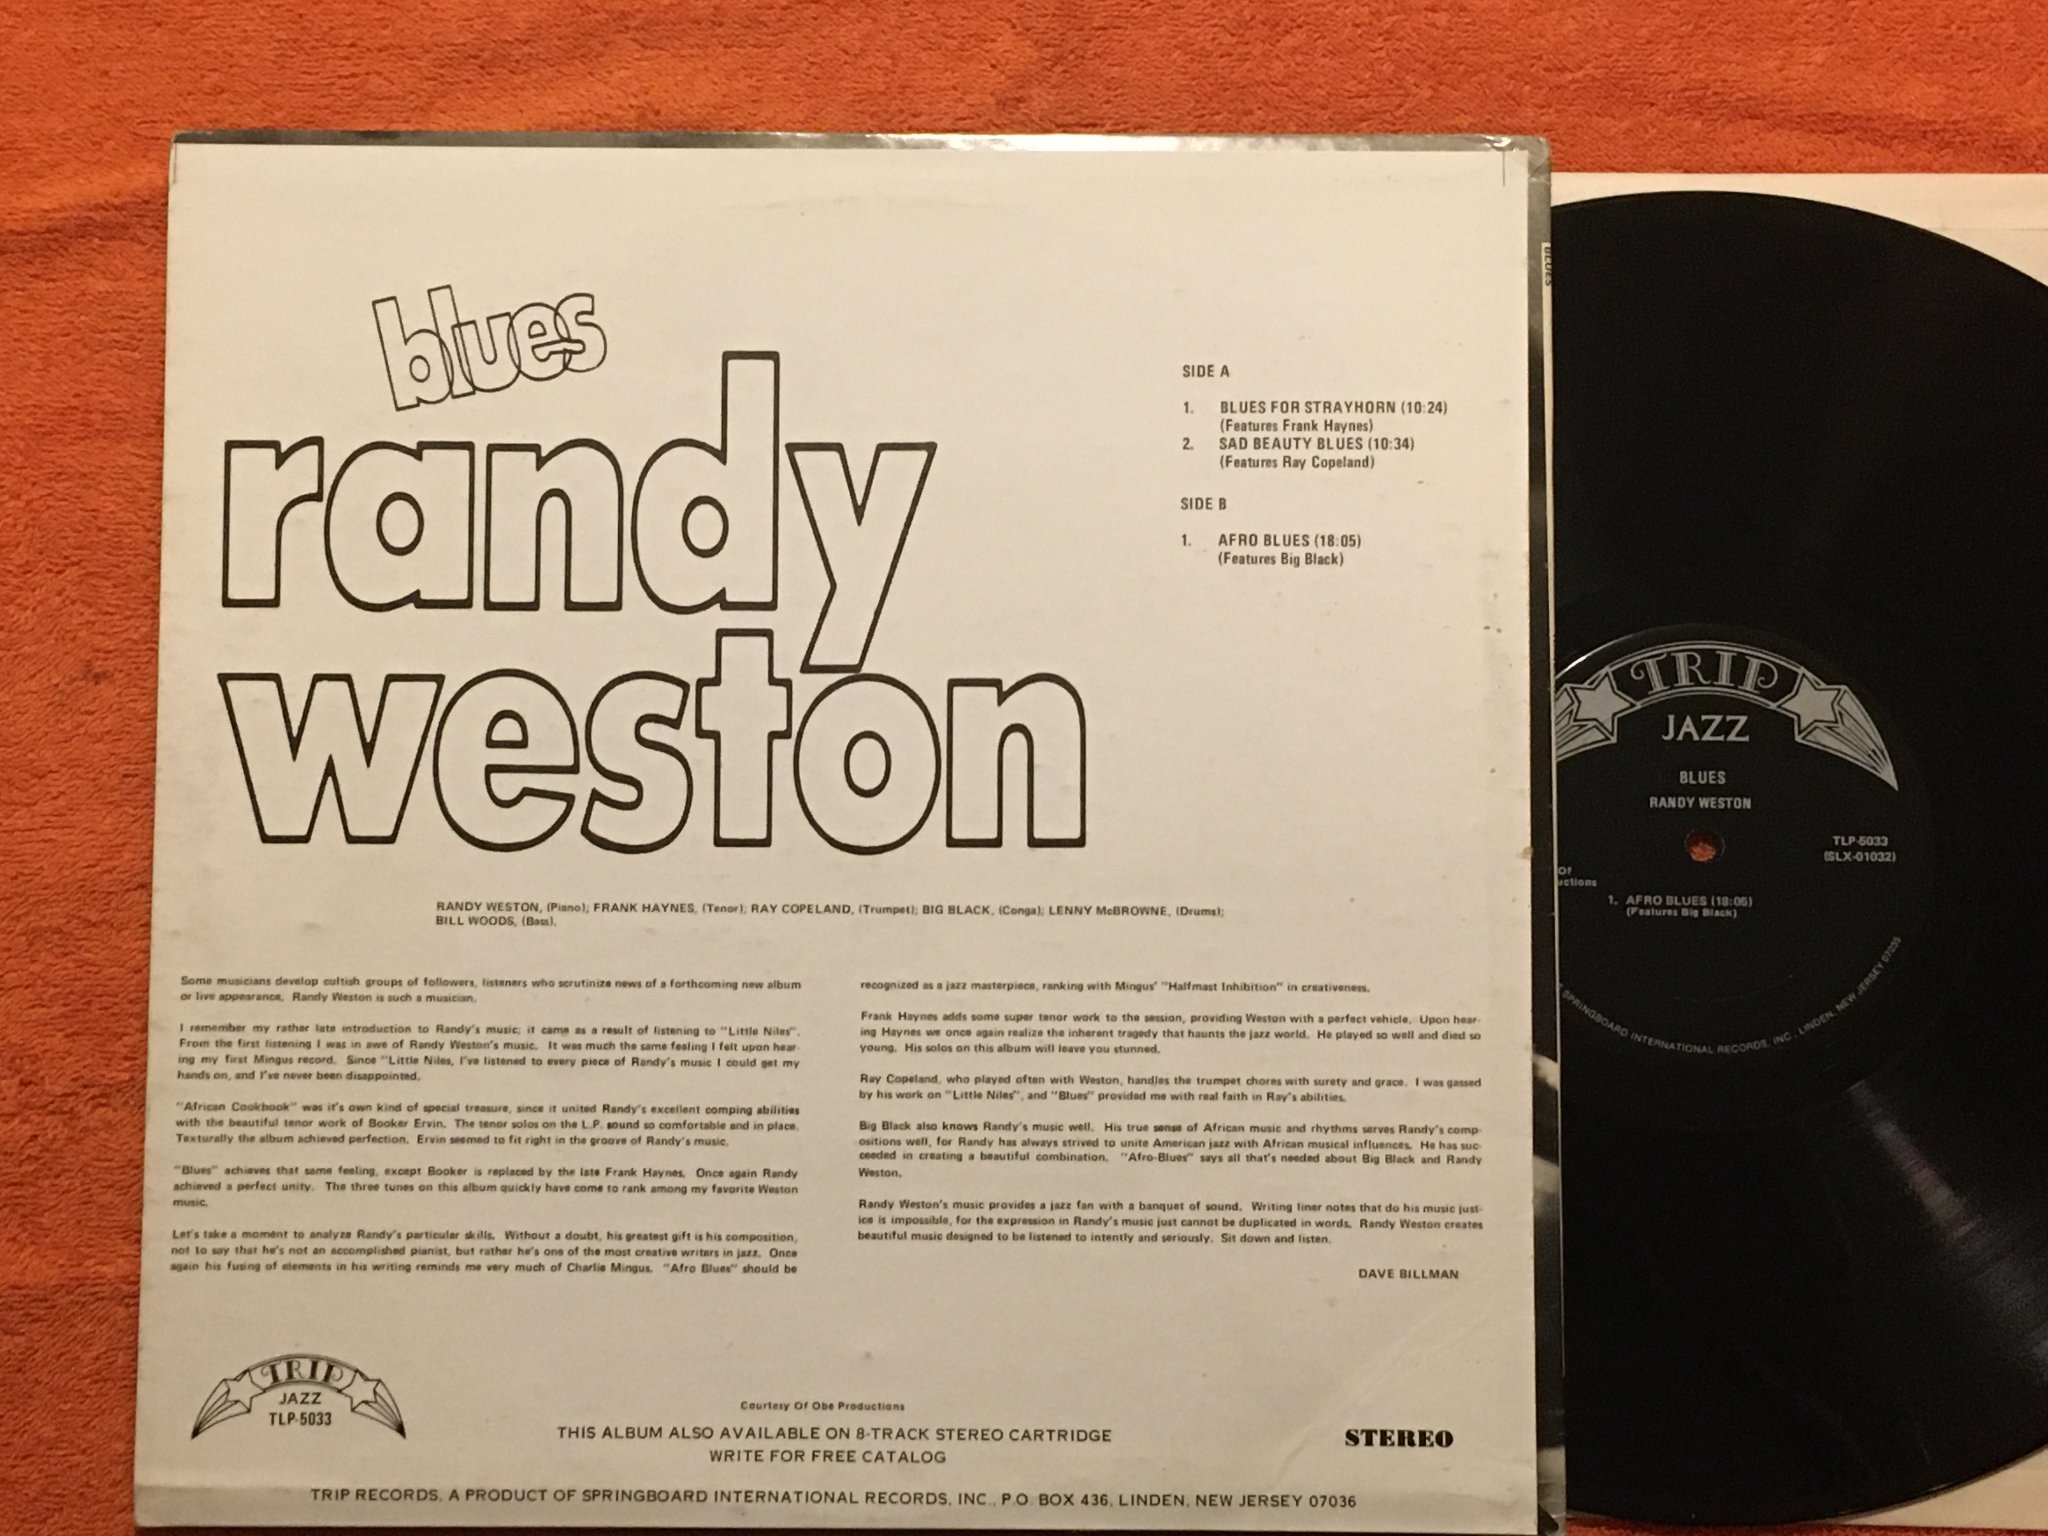 blues
randy
weston
SIDE A
1. BLUES FOR STRAYHORN (10:24)
(Features Frank Haynes)
2. SAD BEAUTY BLUES (10:34)
(Features Ray Copeland)
SIDE B
1. AFRO BLUES (18:05)
(Features Big Black)
RANDY WESTON, (Piano); FRANK HAYNES, (Tenor); RAY COPELAND, (Trumpet); BIG BLACK, (Conga); LENNY McBROWNE, (Drums);
BILL WOODS, (Bass).
Some musicians develop cultish groups of followers, listeners who scrutinize news of a forthcoming new album
or live appearance. Randy Weston is such a musician.
I remember my rather late introduction to Randy's music; it came as a result of listening to "Little Niles".
From the first listening I was in awe of Randy Weston's music. It was much the same feeling I felt upon hear-
ing my first Mingus record. Since "Little Niles, I've listened to every piece of Randy's music I could get my
hands on, and I've never been disappointed.
"African Cookbook" was it's own kind of special treasure, since it united Randy's excellent comping abilities
with the beautiful tenor work of Booker Ervin. The tenor solos on the L.P. sound so comfortable and in place.
Texturally the album achieved perfection. Ervin seemed to fit right in the groove of Randy's music.
"Blues" achieves that same feeling, except Booker is replaced by the late Frank Haynes. Once again Randy
achieved a perfect unity. The three tunes on this album quickly have come to rank among my favorite Weston
music.
Let's take a moment to analyze Randy's particular skills. Without a doubt, his greatest gift is his composition,
not to say that he's not an accomplished pianist, but rather he's one of the most creative writers in jazz. Once
again his fusing of elements in his writing reminds me very much of Charlie Mingus. "Afro Blues" should be
recognized as a jazz masterpiece, ranking with Mingus' "Halfmast Inhibition" in creativeness.
Frank Haynes adds some super tenor work to the session, providing Weston with a perfect vehicle. Upon hear-
ing Haynes we once again realize the inherent tragedy that haunts the jazz world. He played so well and died so
young. His solos on this album will leave you stunned.
Ray Copeland, who played often with Weston, handles the trumpet chores with surety and grace. I was gassed
by his work on "Little Niles", and "Blues" provided me with real faith in Ray's abilities.
Big Black also knows Randy's music well. His true sense of African music and rhythms serves Randy's comp-
ositions well, for Randy has always strived to unite American jazz with African musical influences. He has suc-
ceeded in creating a beautiful combination. "Afro-Blues" says all that's needed about Big Black and Randy
Weston.
Randy Weston's music provides a jazz fan with a banquet of sound. Writing liner notes that do his music just-
ice is impossible, for the expression in Randy's music just cannot be duplicated in words. Randy Weston creates
beautiful music designed to be listened to intently and seriously. Sit down and listen.
DAVE BILLMAN
TRIP
JAZZ
TLP-5033
Courtesy Of Obe Productions
THIS ALBUM ALSO AVAILABLE ON 8-TRACK STEREO CARTRIDGE
WRITE FOR FREE CATALOG
STEREO
TRIP RECORDS, A PRODUCT OF SPRINGBOARD INTERNATIONAL RECORDS, INC., P.O. BOX 436, LINDEN, NEW JERSEY 07036
BLUES
TRIP
JAZZ
BLUES
RANDY WESTON
TLP-5033
(SLX-01032)
Of
uctions
1. AFRO BLUES (18:05)
(Features Big Black)
SPRINGBOARD INTERNATIONAL RECORDS, INC., LINDEN, NEW JERSEY 07036